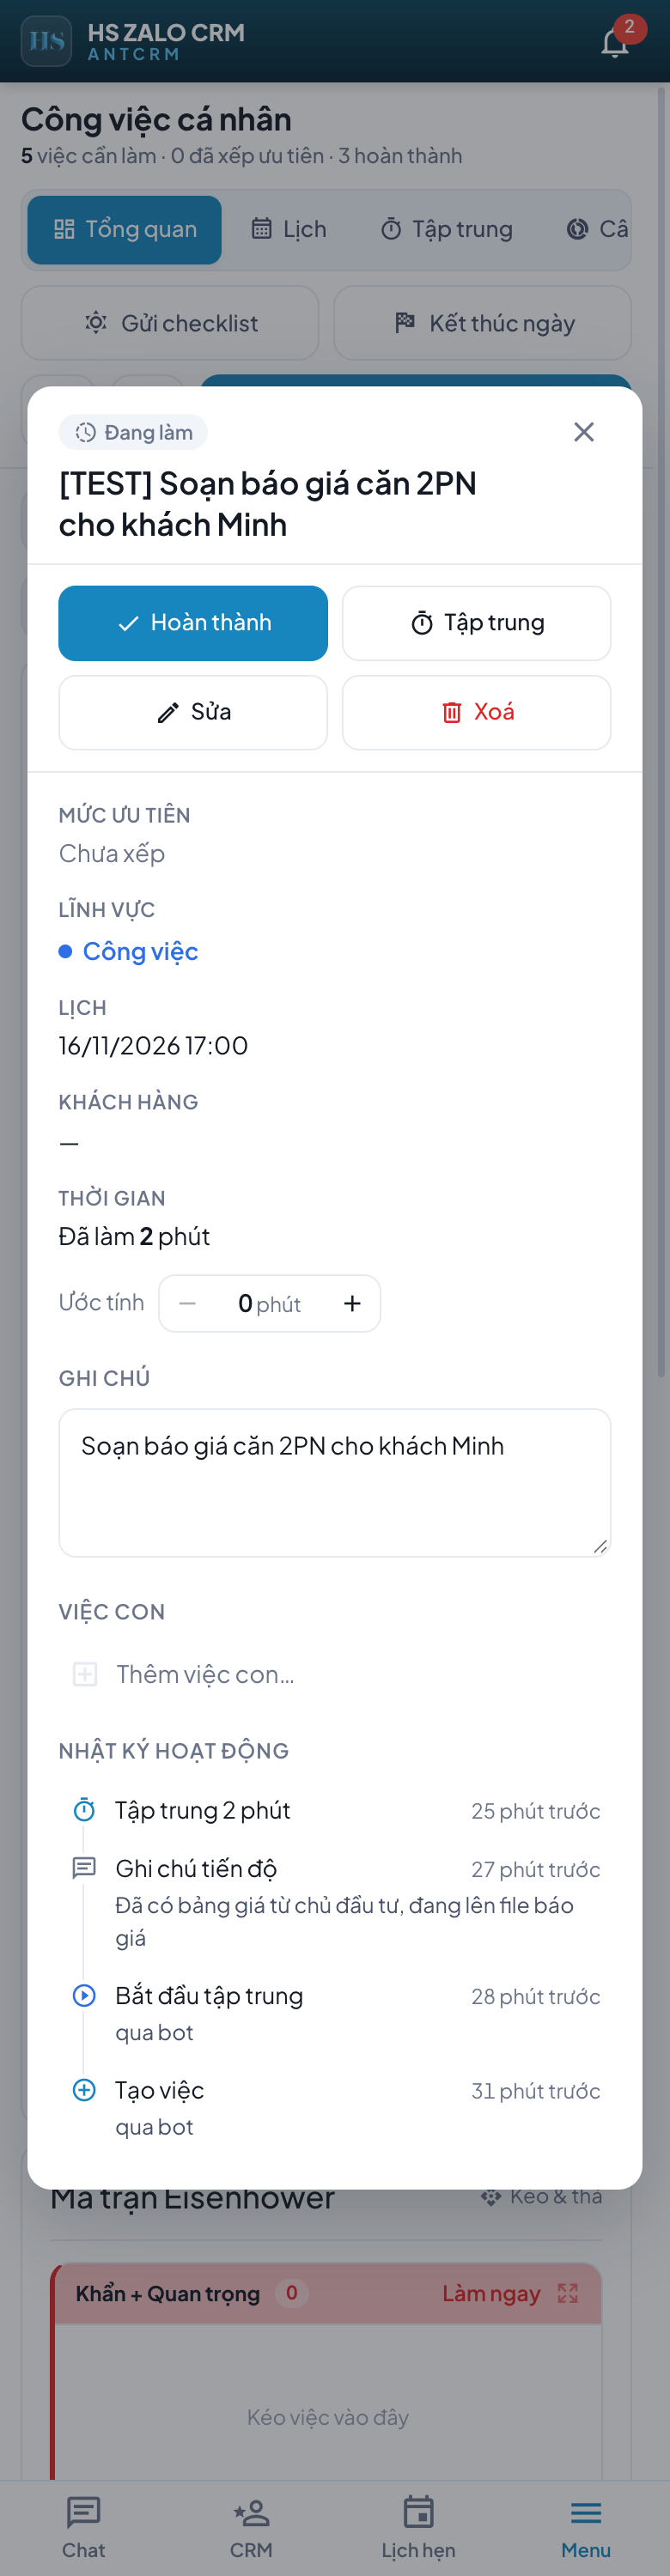 HS
HS ZALO CRM
ANTCRM
2
Công việc cá nhân
5 việc cần làm · 0 đã xếp ưu tiên · 3 hoàn thành
Tổng quan
Lịch
Tập trung
Câ
Gửi checklist
Kết thúc ngày
Đang làm
[TEST] Soạn báo giá căn 2PN
cho khách Minh
Hoàn thành
Tập trung
Sửa
Xoá
MỨC ƯU TIÊN
Chưa xếp
LĨNH VỰC
Công việc
LỊCH
16/11/2026 17:00
KHÁCH HÀNG
—
THỜI GIAN
Đã làm 2 phút
Ước tính
0 phút
GHI CHÚ
Soạn báo giá căn 2PN cho khách Minh
VIỆC CON
Thêm việc con...
NHẬT KÝ HOẠT ĐỘNG
Tập trung 2 phút
25 phút trước
Ghi chú tiến độ
27 phút trước
Đã có bảng giá từ chủ đầu tư, đang lên file báo
giá
Bắt đầu tập trung
28 phút trước
qua bot
Tạo việc
31 phút trước
qua bot
Ma trận Eisenhower
Kéo & thả
Khẩn + Quan trọng
0
Làm ngay
Kéo việc vào đây
Chat
CRM
Lịch hẹn
Menu